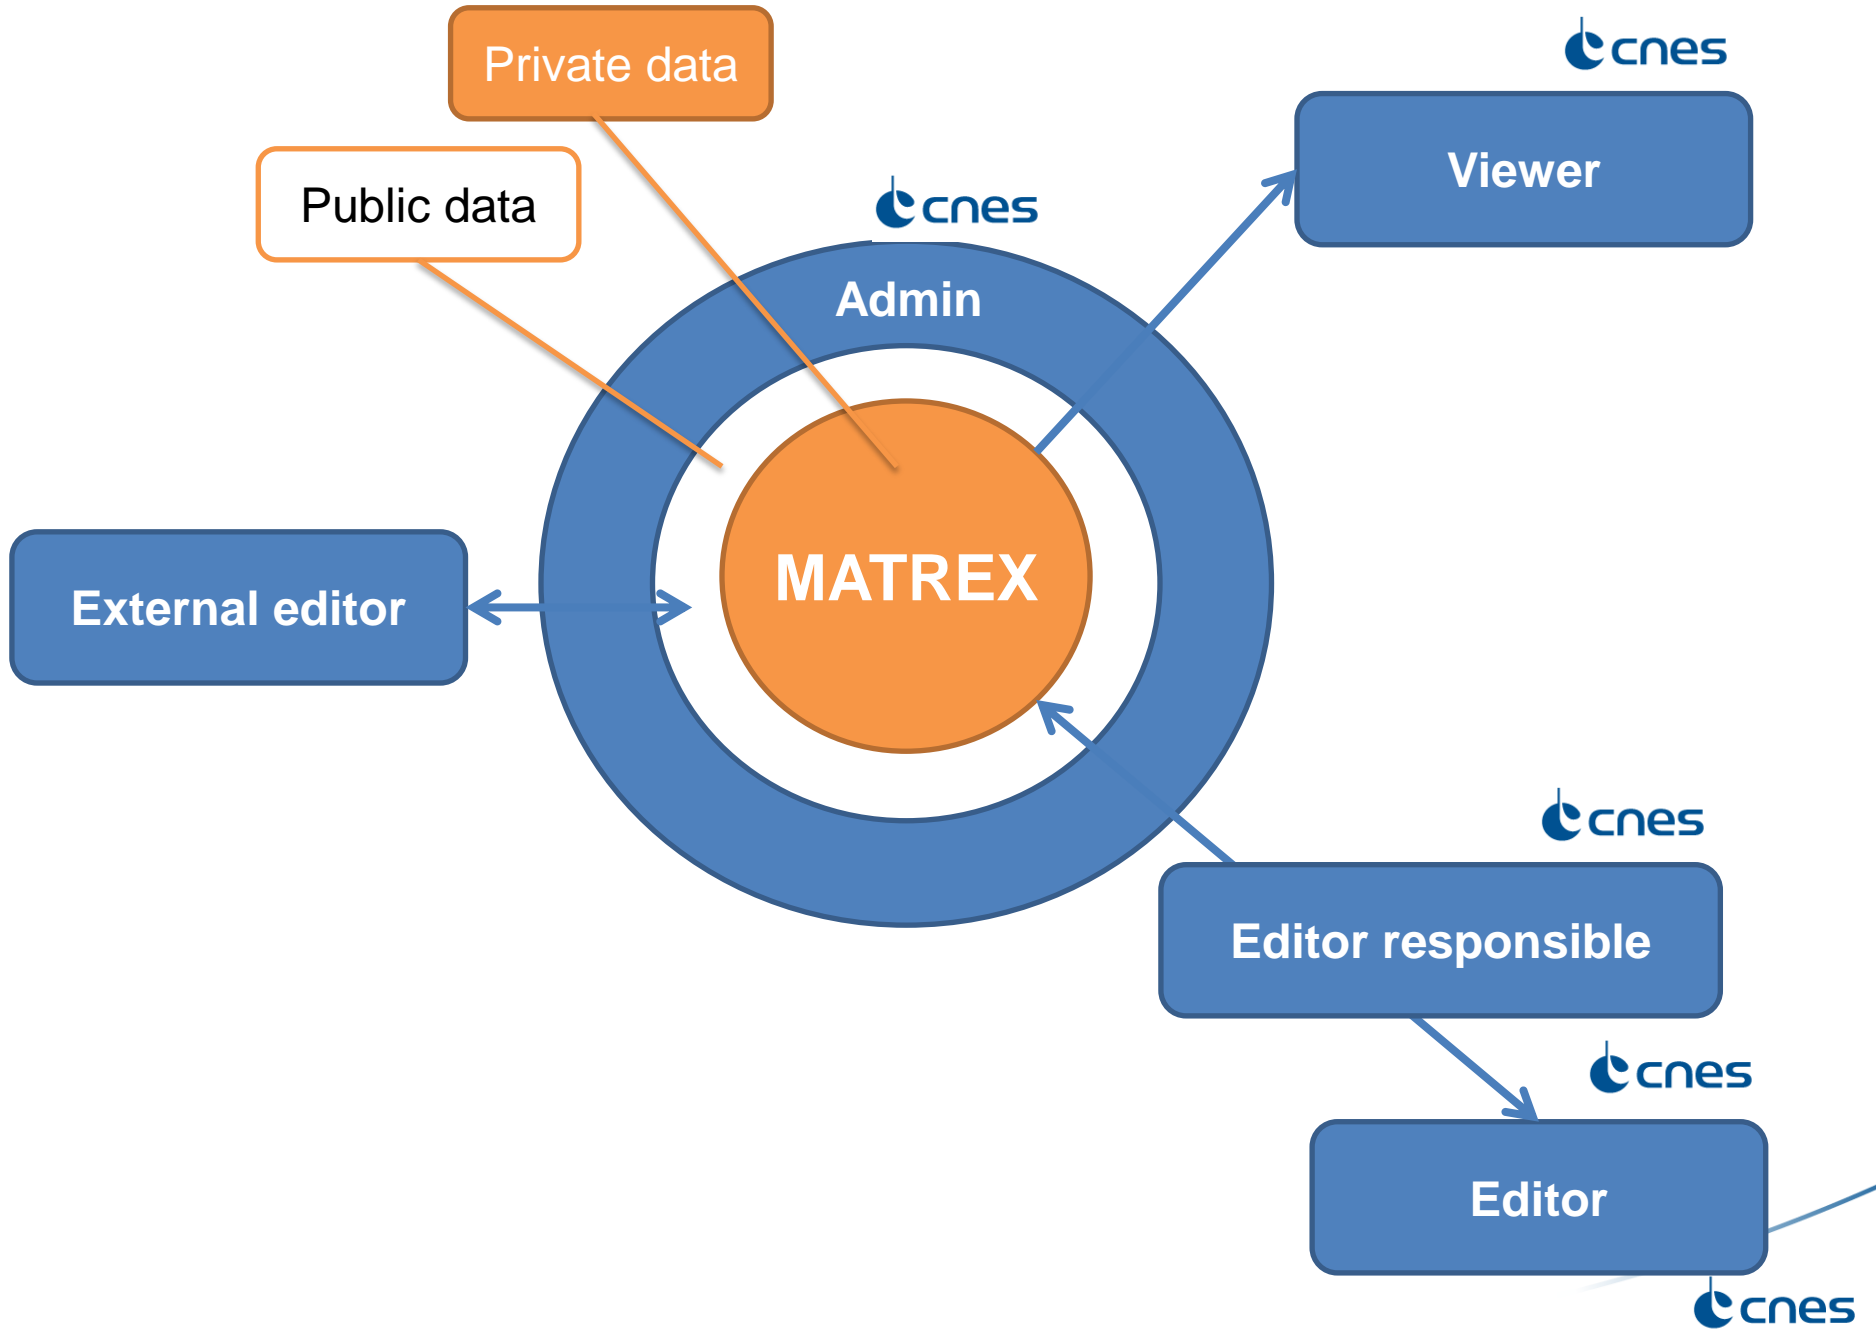 Private data
cnes
Viewer
Public data
cnes
Admin
MATREX
External editor
cnes
Editor responsible
cnes
Editor
cnes